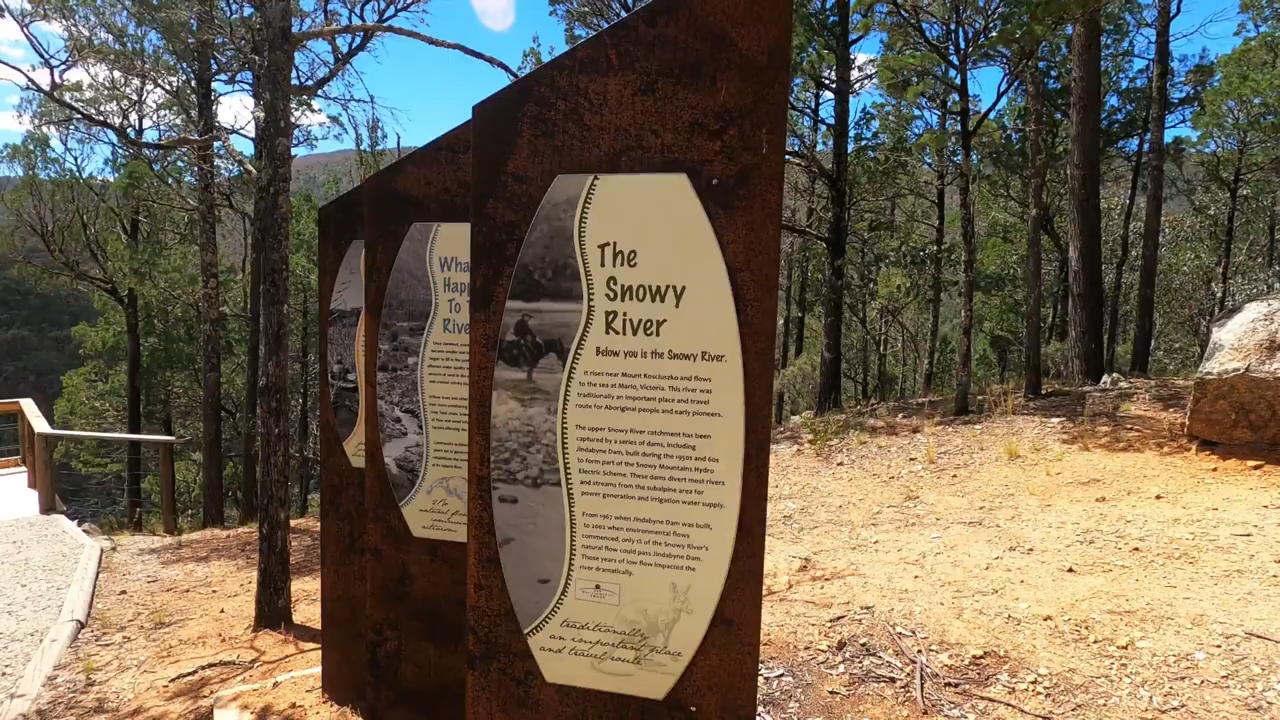 The
Snowy
River
Below you is the Snowy River.
It rises near Mount Kosciuszko and flows
to the sea at Marlo, Victoria. This river was
traditionally an important place and travel
route for Aboriginal people and early pioneers.
The upper Snowy River catchment has been
captured by a series of dams, including
Jindabyne Dam, built during the 1950s and 60s
to form part of the Snowy Mountains Hydro
Electric Scheme. These dams divert most rivers
and streams from the subalpine area for
power generation and irrigation water supply.
From 1967 when Jindabyne Dam was built,
to 2002 when environmental flows
commenced, only 1% of the Snowy River's
natural flow could pass Jindabyne Dam.
Those years of low flow impacted the
river dramatically.
traditionally
an important place
and travel route
Wha
Happ
To
Rive